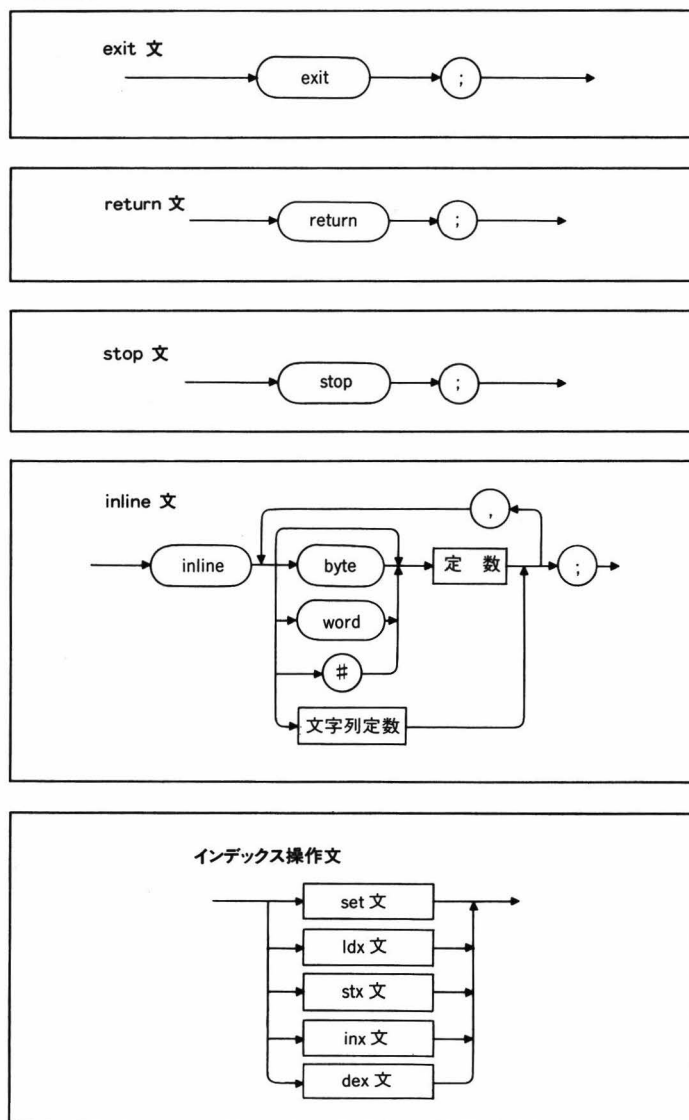 exit 文
exit ;
return 文
return ;
stop 文
stop ;
inline 文
,
inline byte 定数 ;
word
#
文字列定数
インデックス操作文
set 文
ldx 文
stx 文
inx 文
dex 文